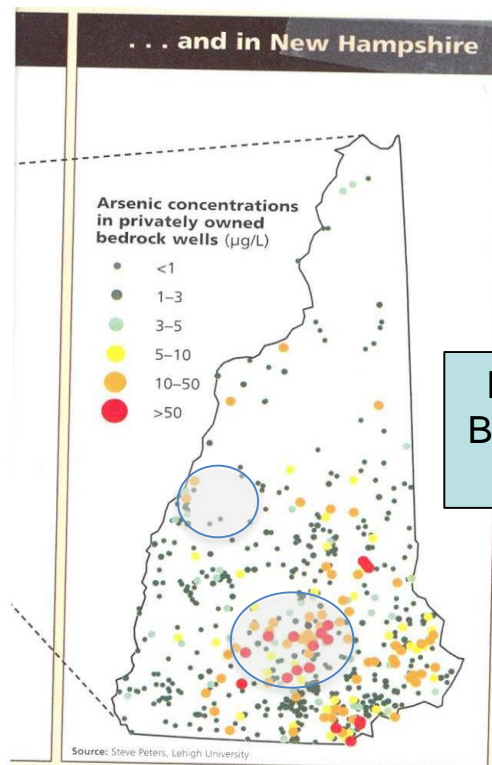 . . . and in New Hampshire
Arsenic concentrations
in privately owned
bedrock wells (µg/L)
<1
1–3
3–5
5–10
10–50
>50
B
Source: Steve Peters, Lehigh University